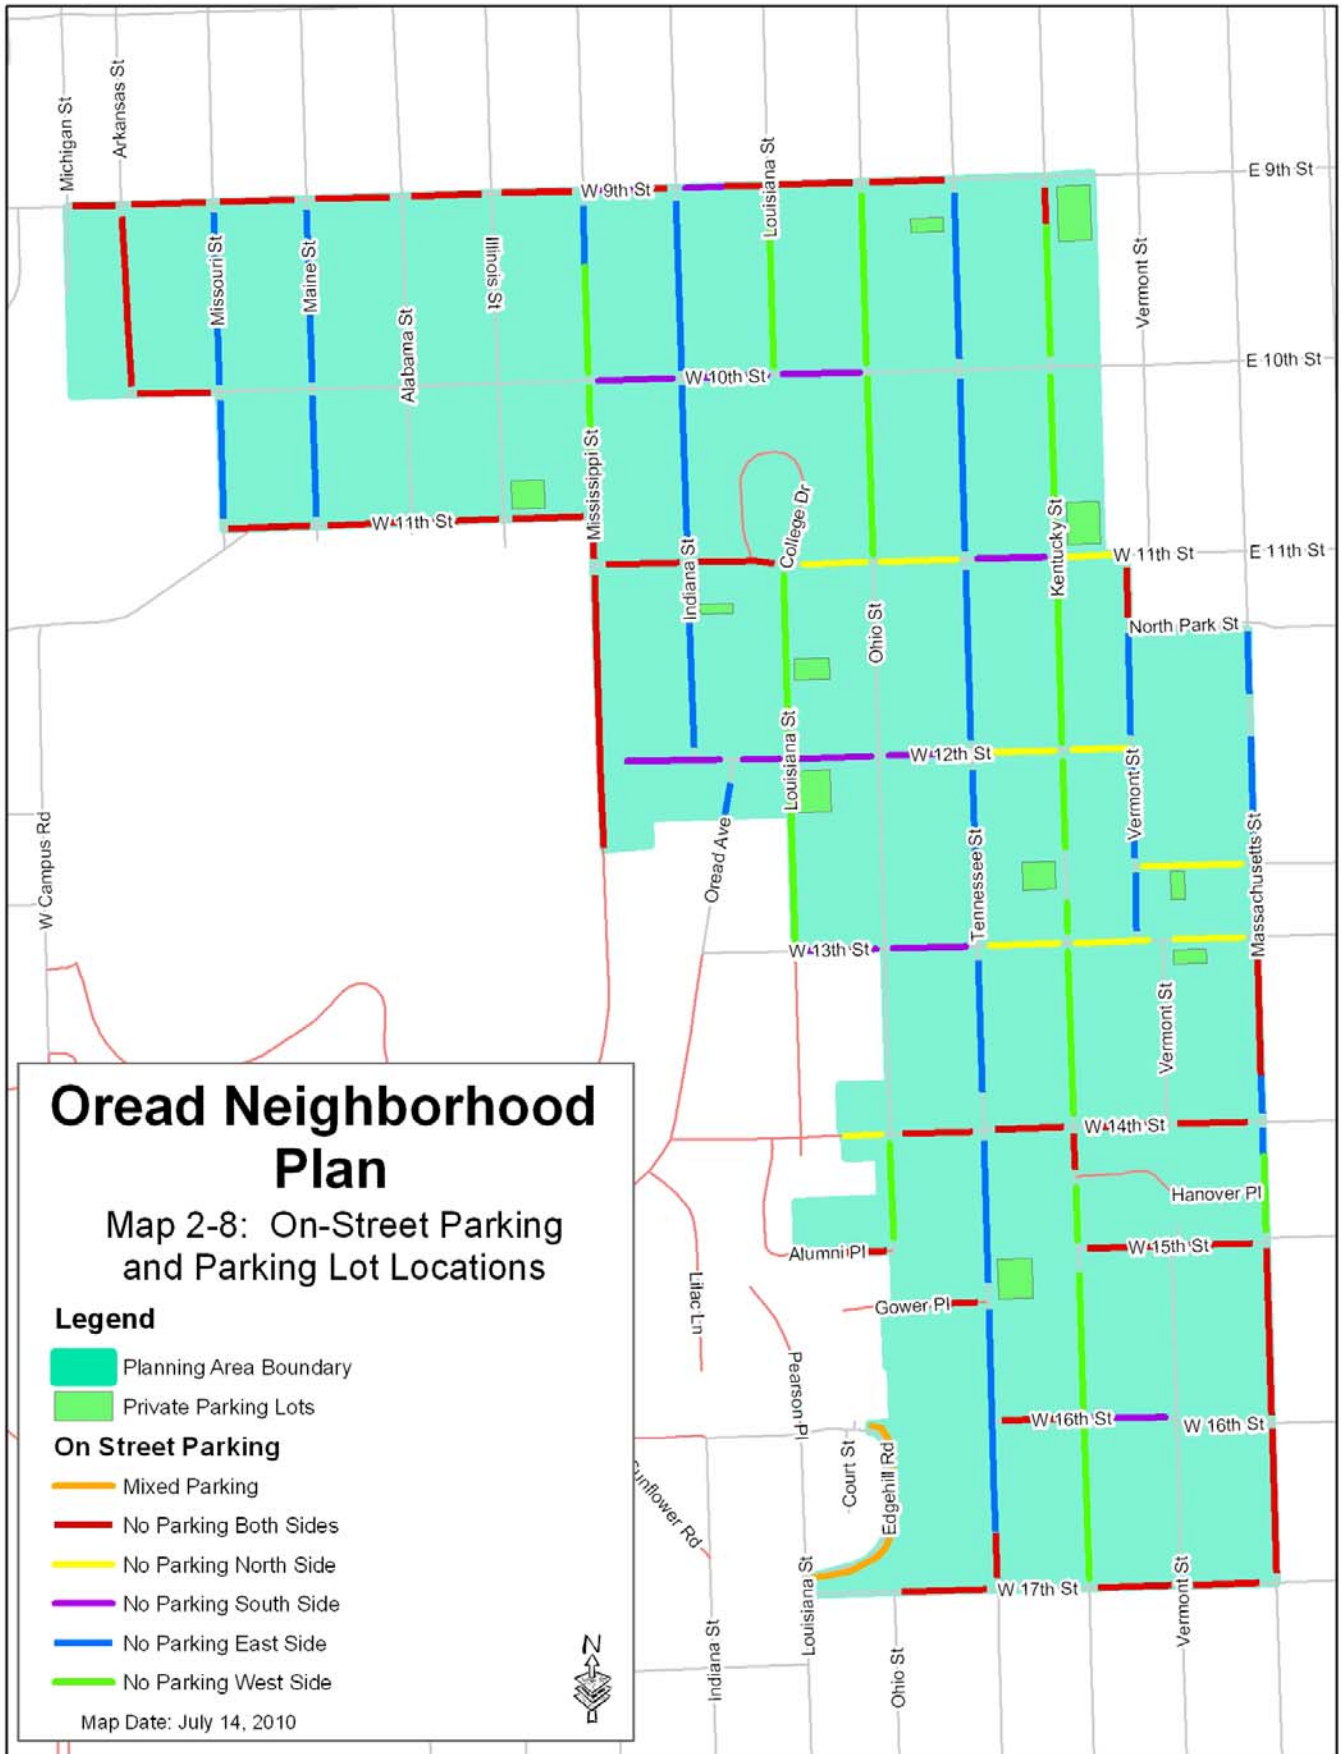 Michigan St
Arkansas St
Louisiana St
E 9th St
W 9th St
Missouri St
Maine St
Illinois St
Vermont St
Alabama St
E 10th St
W 10th St
Mississippi St
College Dr
Kentucky St
W 11th St
W 11th St
E 11th St
Indiana St
Ohio St
North Park St
Louisiana St
W 12th St
Vermont St
W Campus Rd
Oread Ave
Tennessee St
Massachusetts St
W 13th St
Vermont St
W 14th St
Hanover Pl
Alumni Pl
W 15th St
Lilac Ln
Gower Pl
Pearson Pl
W 16th St
W 16th St
Court St
Edgehill Rd
Sunflower Rd
Louisiana St
W 17th St
Vermont St
Indiana St
Ohio St
Oread Neighborhood
Plan
Map 2-8: On-Street Parking
and Parking Lot Locations
Legend
Planning Area Boundary
Private Parking Lots
On Street Parking
Mixed Parking
No Parking Both Sides
No Parking North Side
No Parking South Side
No Parking East Side
No Parking West Side
Map Date: July 14, 2010
N